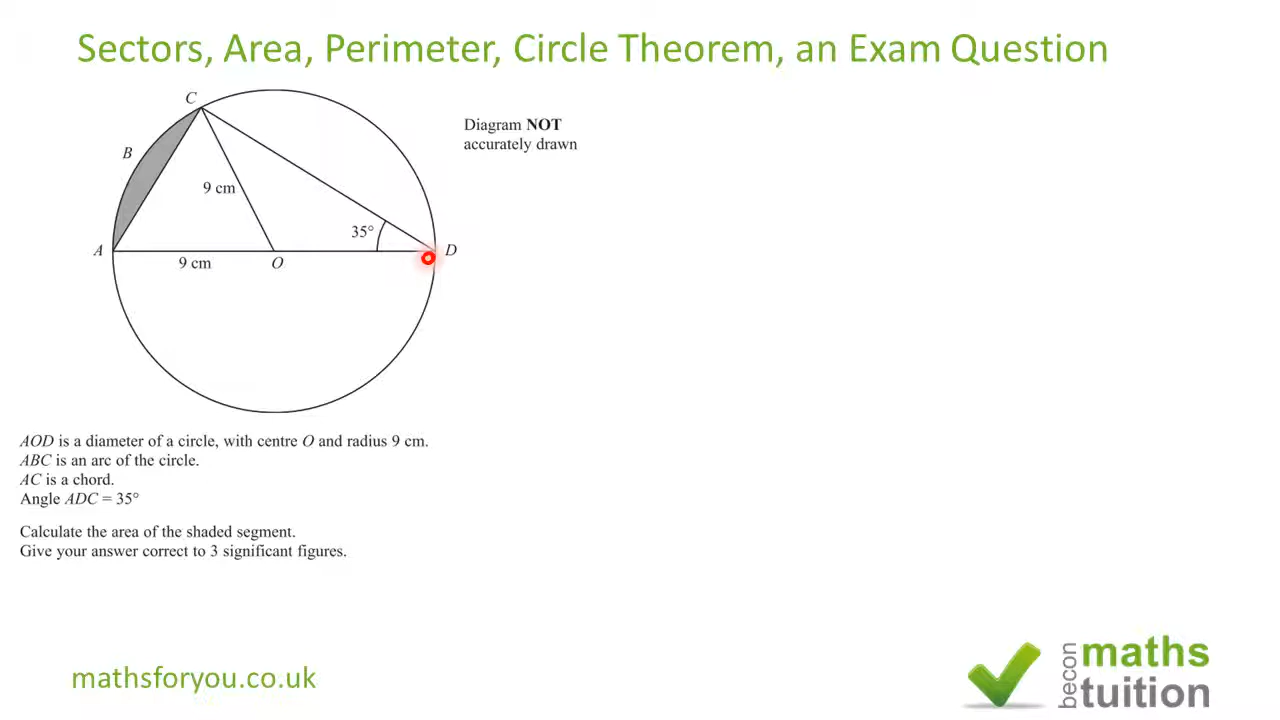 Sectors, Area, Perimeter, Circle Theorem, an Exam Question
C
Diagram NOT
accurately drawn
B
9 cm
35°
A
D
9 cm
O
AOD is a diameter of a circle, with centre O and radius 9 cm.
ABC is an arc of the circle.
AC is a chord.
Angle ADC = 35°
Calculate the area of the shaded segment.
Give your answer correct to 3 significant figures.
mathsforyou.co.uk
becon
maths
tuition